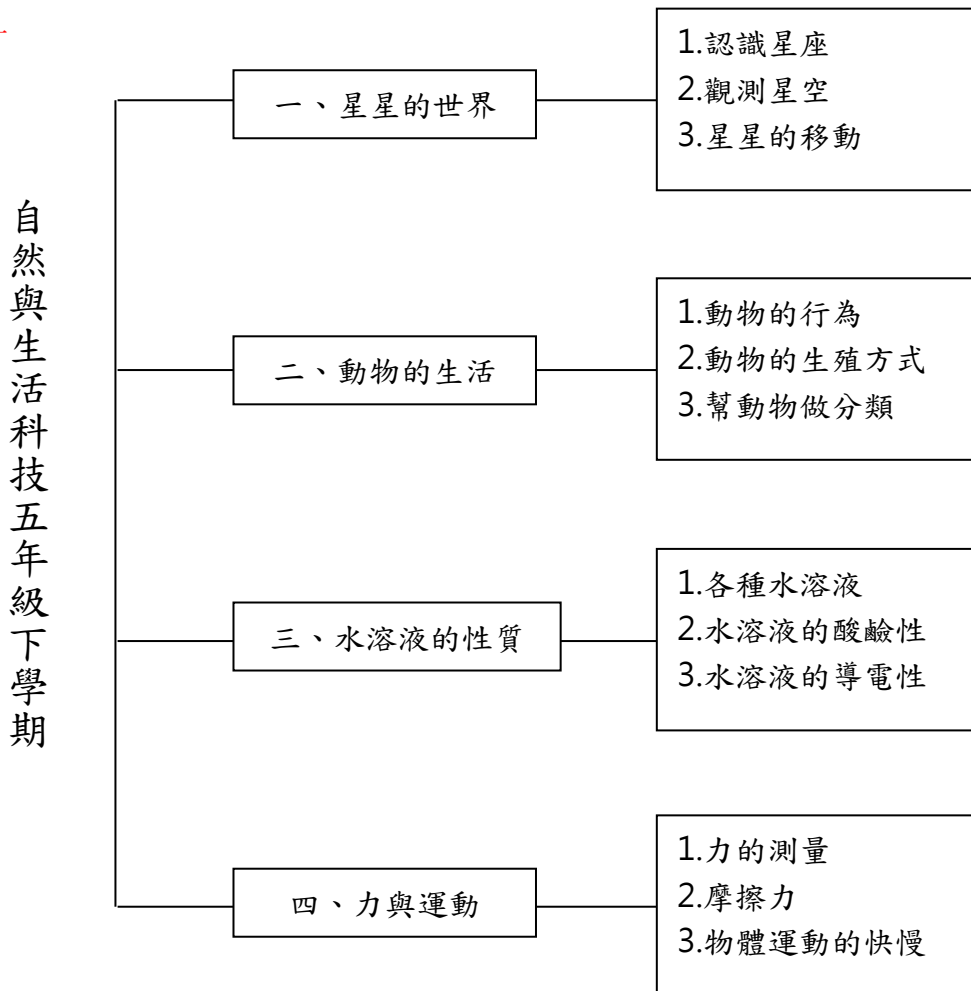 自然與生活科技五年級下學期
一、星星的世界
1.認識星座
2.觀測星空
3.星星的移動
二、動物的生活
1.動物的行為
2.動物的生殖方式
3.幫動物做分類
三、水溶液的性質
1.各種水溶液
2.水溶液的酸鹼性
3.水溶液的導電性
四、力與運動
1.力的測量
2.摩擦力
3.物體運動的快慢